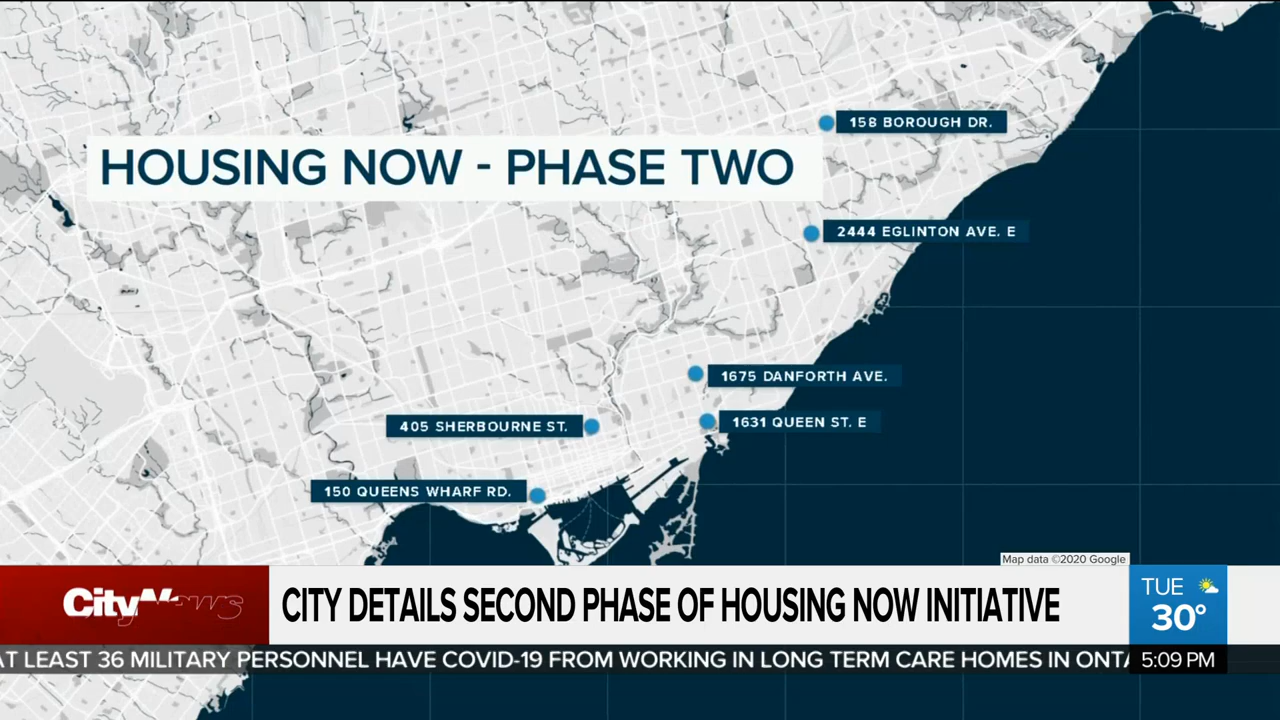 15B BOROUGH DR.
HOUSING NOW - PHASE TWO
2444 EGLINTON AVE. E
1675 DANFORTH AVE.
405 SHERBOURNE ST.
1631 QUEEN ST. E
150 QUEENS WHARF RD.
Map data ©2020 Google
CityNews
CITY DETAILS SECOND PHASE OF HOUSING NOW INITIATIVE
TUE
30°
AT LEAST 36 MILITARY PERSONNEL HAVE COVID-19 FROM WORKING IN LONG TERM CARE HOMES IN ONTA
5:09 PM